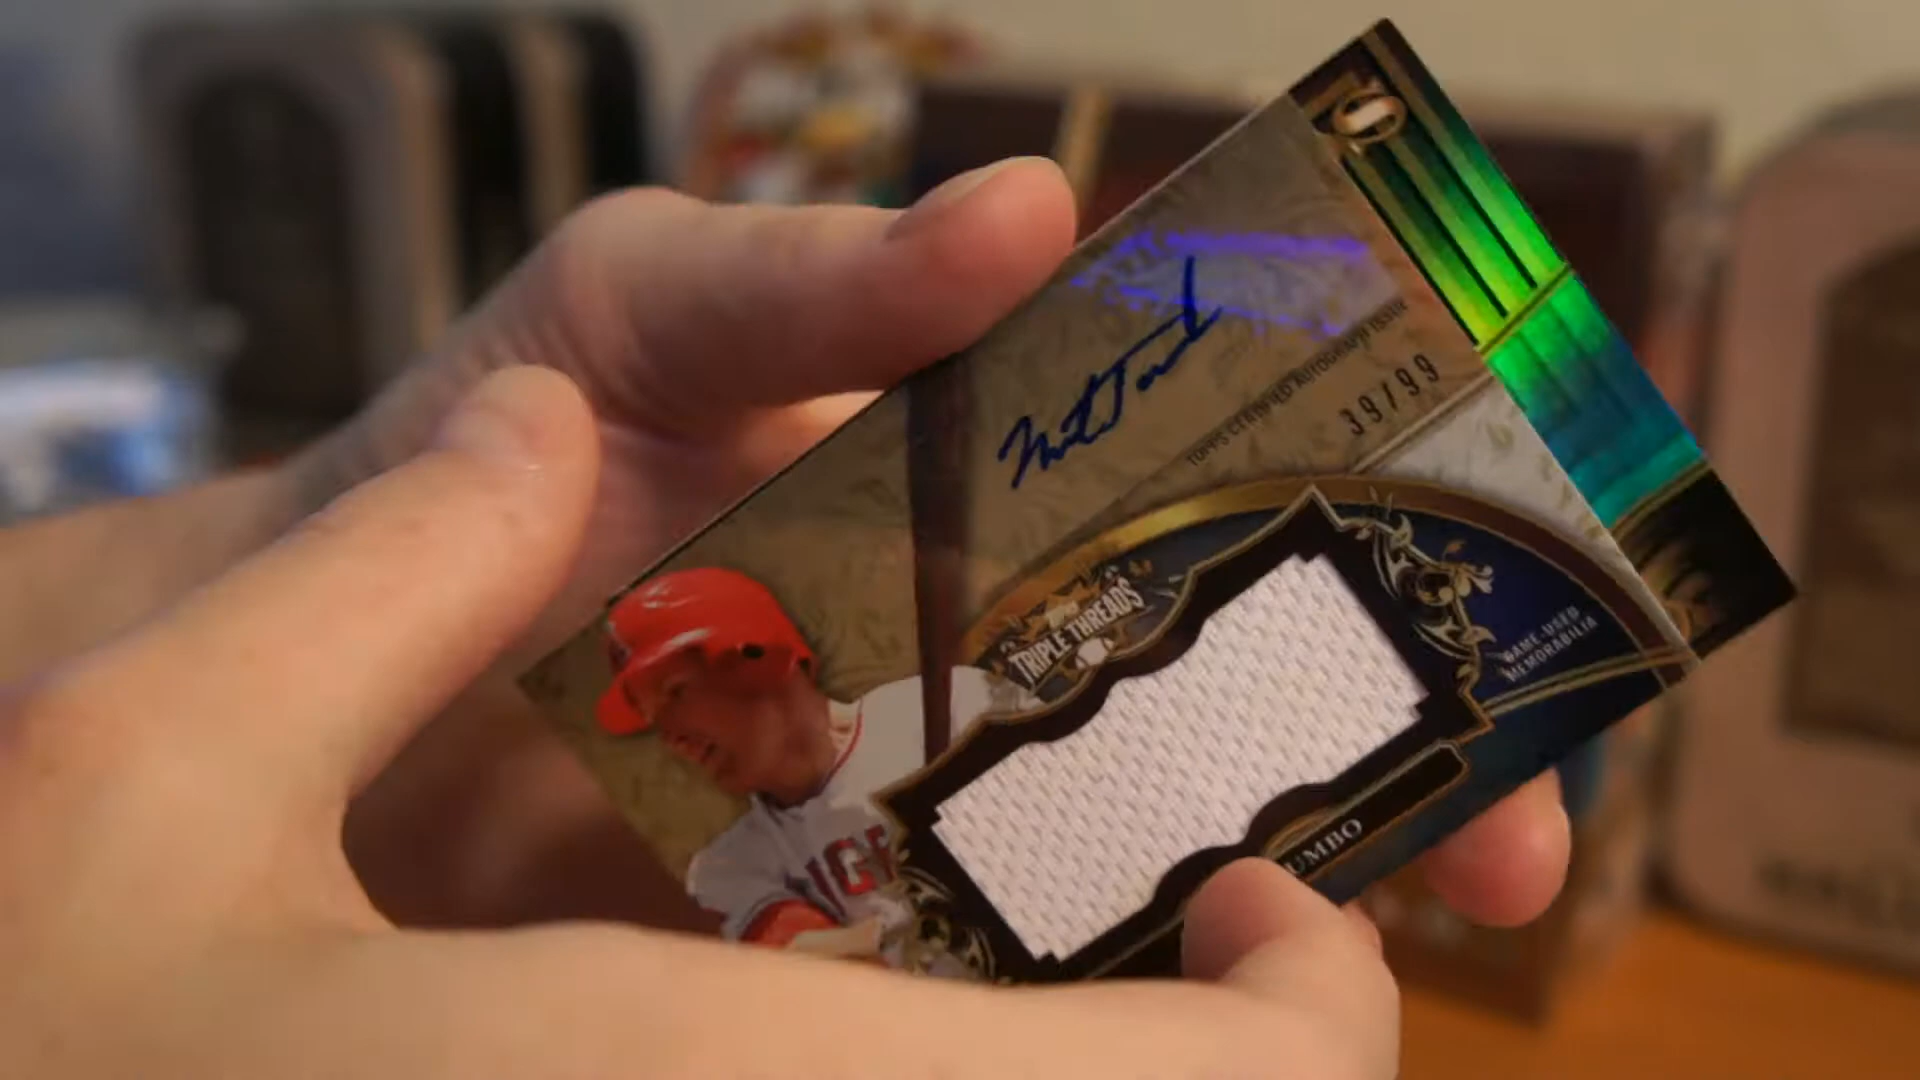 TOPPS CERTIFIED AUTOGRAPH ISSUE
39/99
TRIPLE THREADS
GAME-USED
MEMORABILIA
UMBO